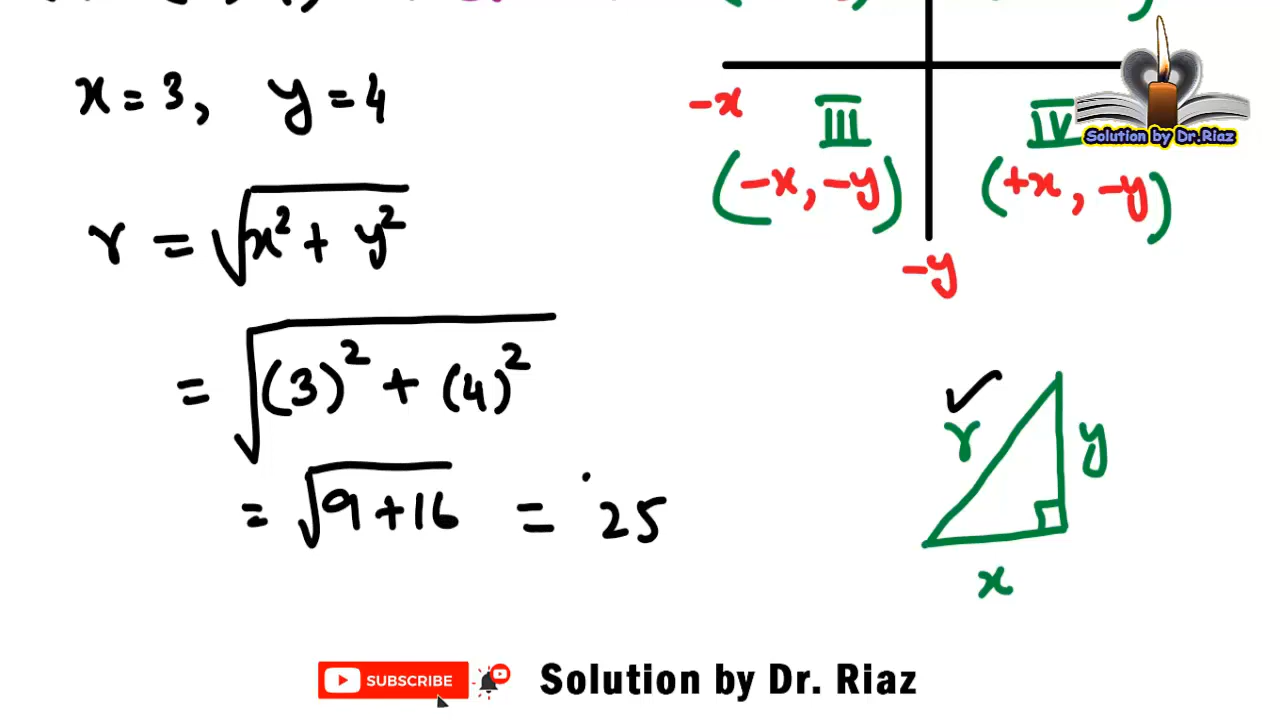 x = 3, y = 4
-x
III
IV
Solution by Dr.Riaz
(-x, -y)
(+x, -y)
r = √x² + y²
-y
= √(3)² + (4)²
r
y
= √9 + 16 = 25
x
SUBSCRIBE
Solution by Dr. Riaz